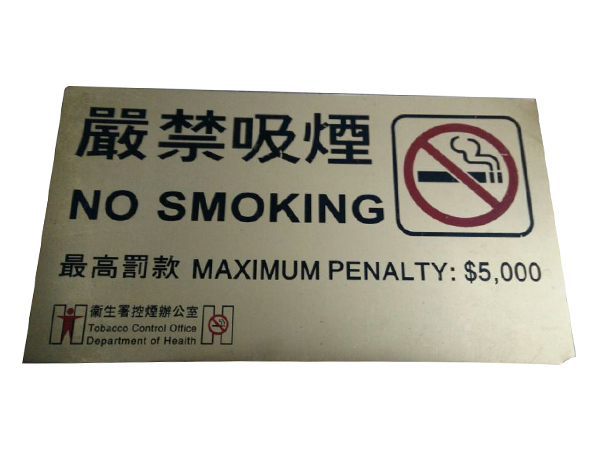 嚴禁吸煙
NO SMOKING
最高罰款 MAXIMUM PENALTY: $5,000
衞生署控煙辦公室
Tobacco Control Office
Department of Health